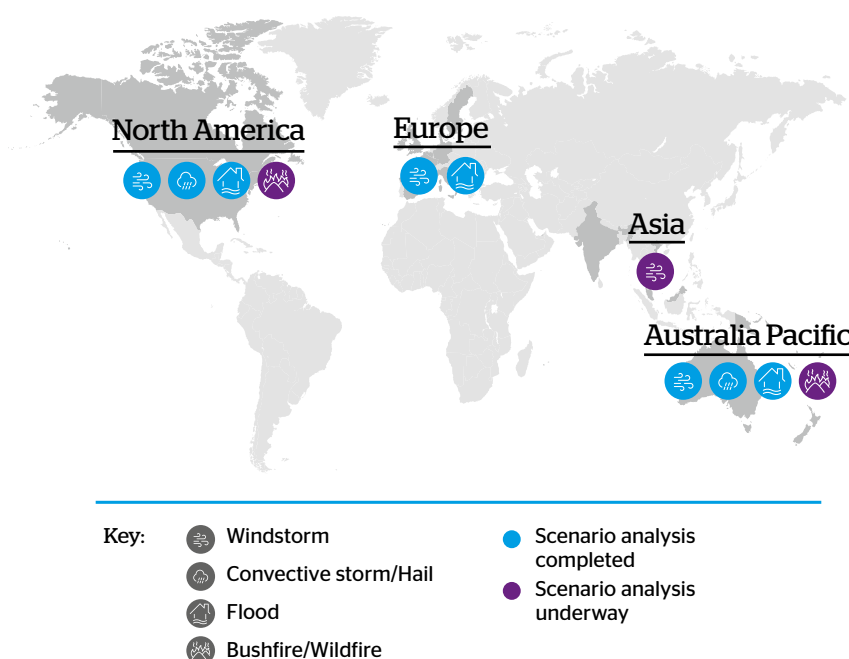 North America
Europe
Asia
Australia Pacific
Key:
Windstorm
Convective storm/Hail
Flood
Bushfire/Wildfire
Scenario analysis
completed
Scenario analysis
underway